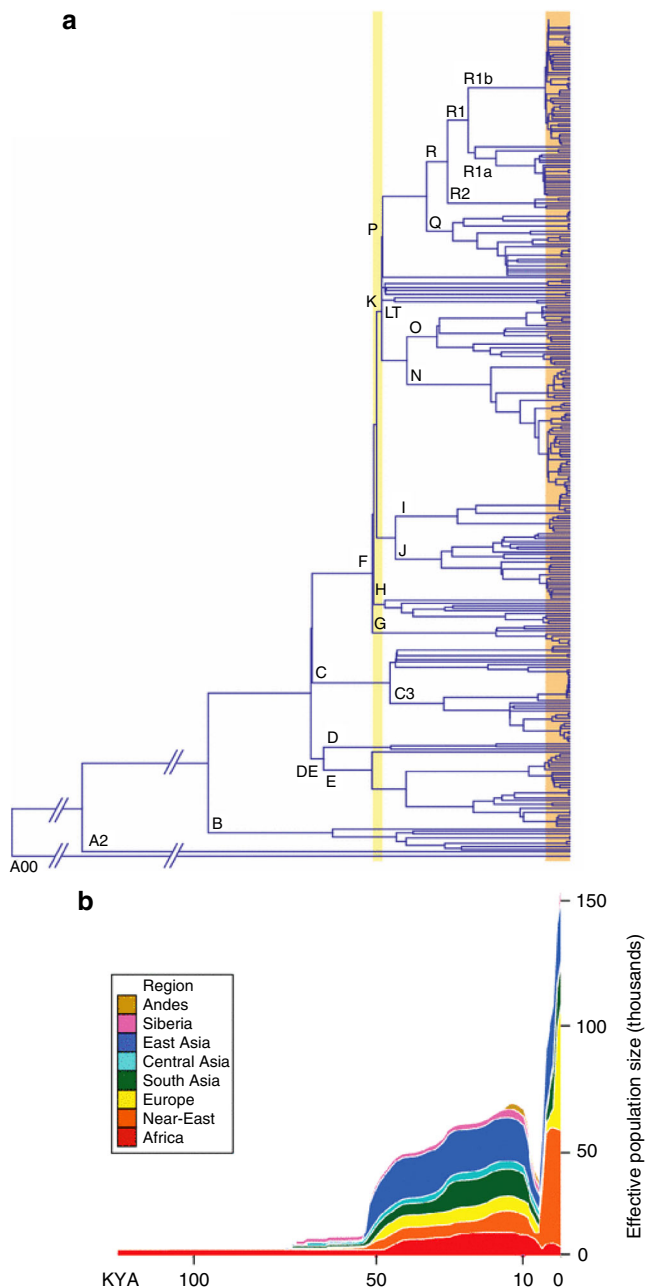 a
R1b
R1
R
R1a
R2
Q
P
K
LT
O
N
I
J
F
H
G
C
C3
D
DE
E
B
A2
A00
b
150
100
50
0
Effective population size (thousands)
Region
Andes
Siberia
East Asia
Central Asia
South Asia
Europe
Near-East
Africa
KYA 100 50 10 0